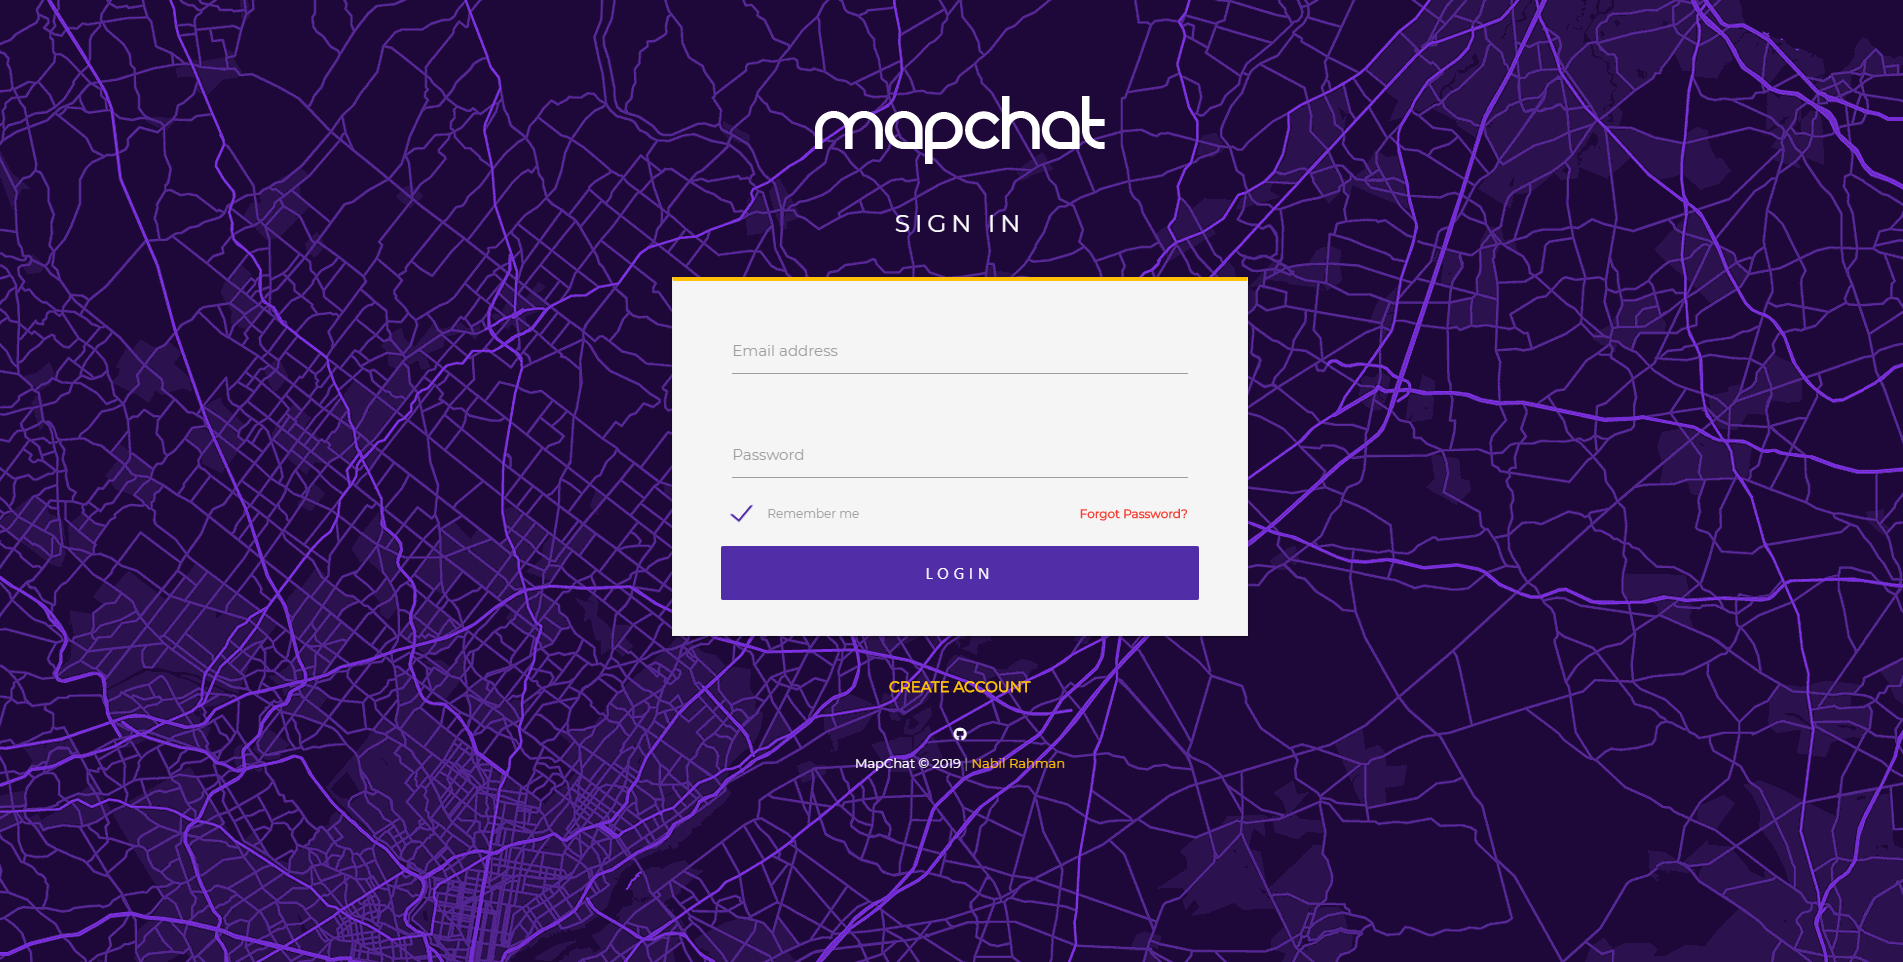 mapchat
SIGN IN
Email address
Password
Remember me
Forgot Password?
LOGIN
CREATE ACCOUNT
MapChat © 2019 | Nabil Rahman